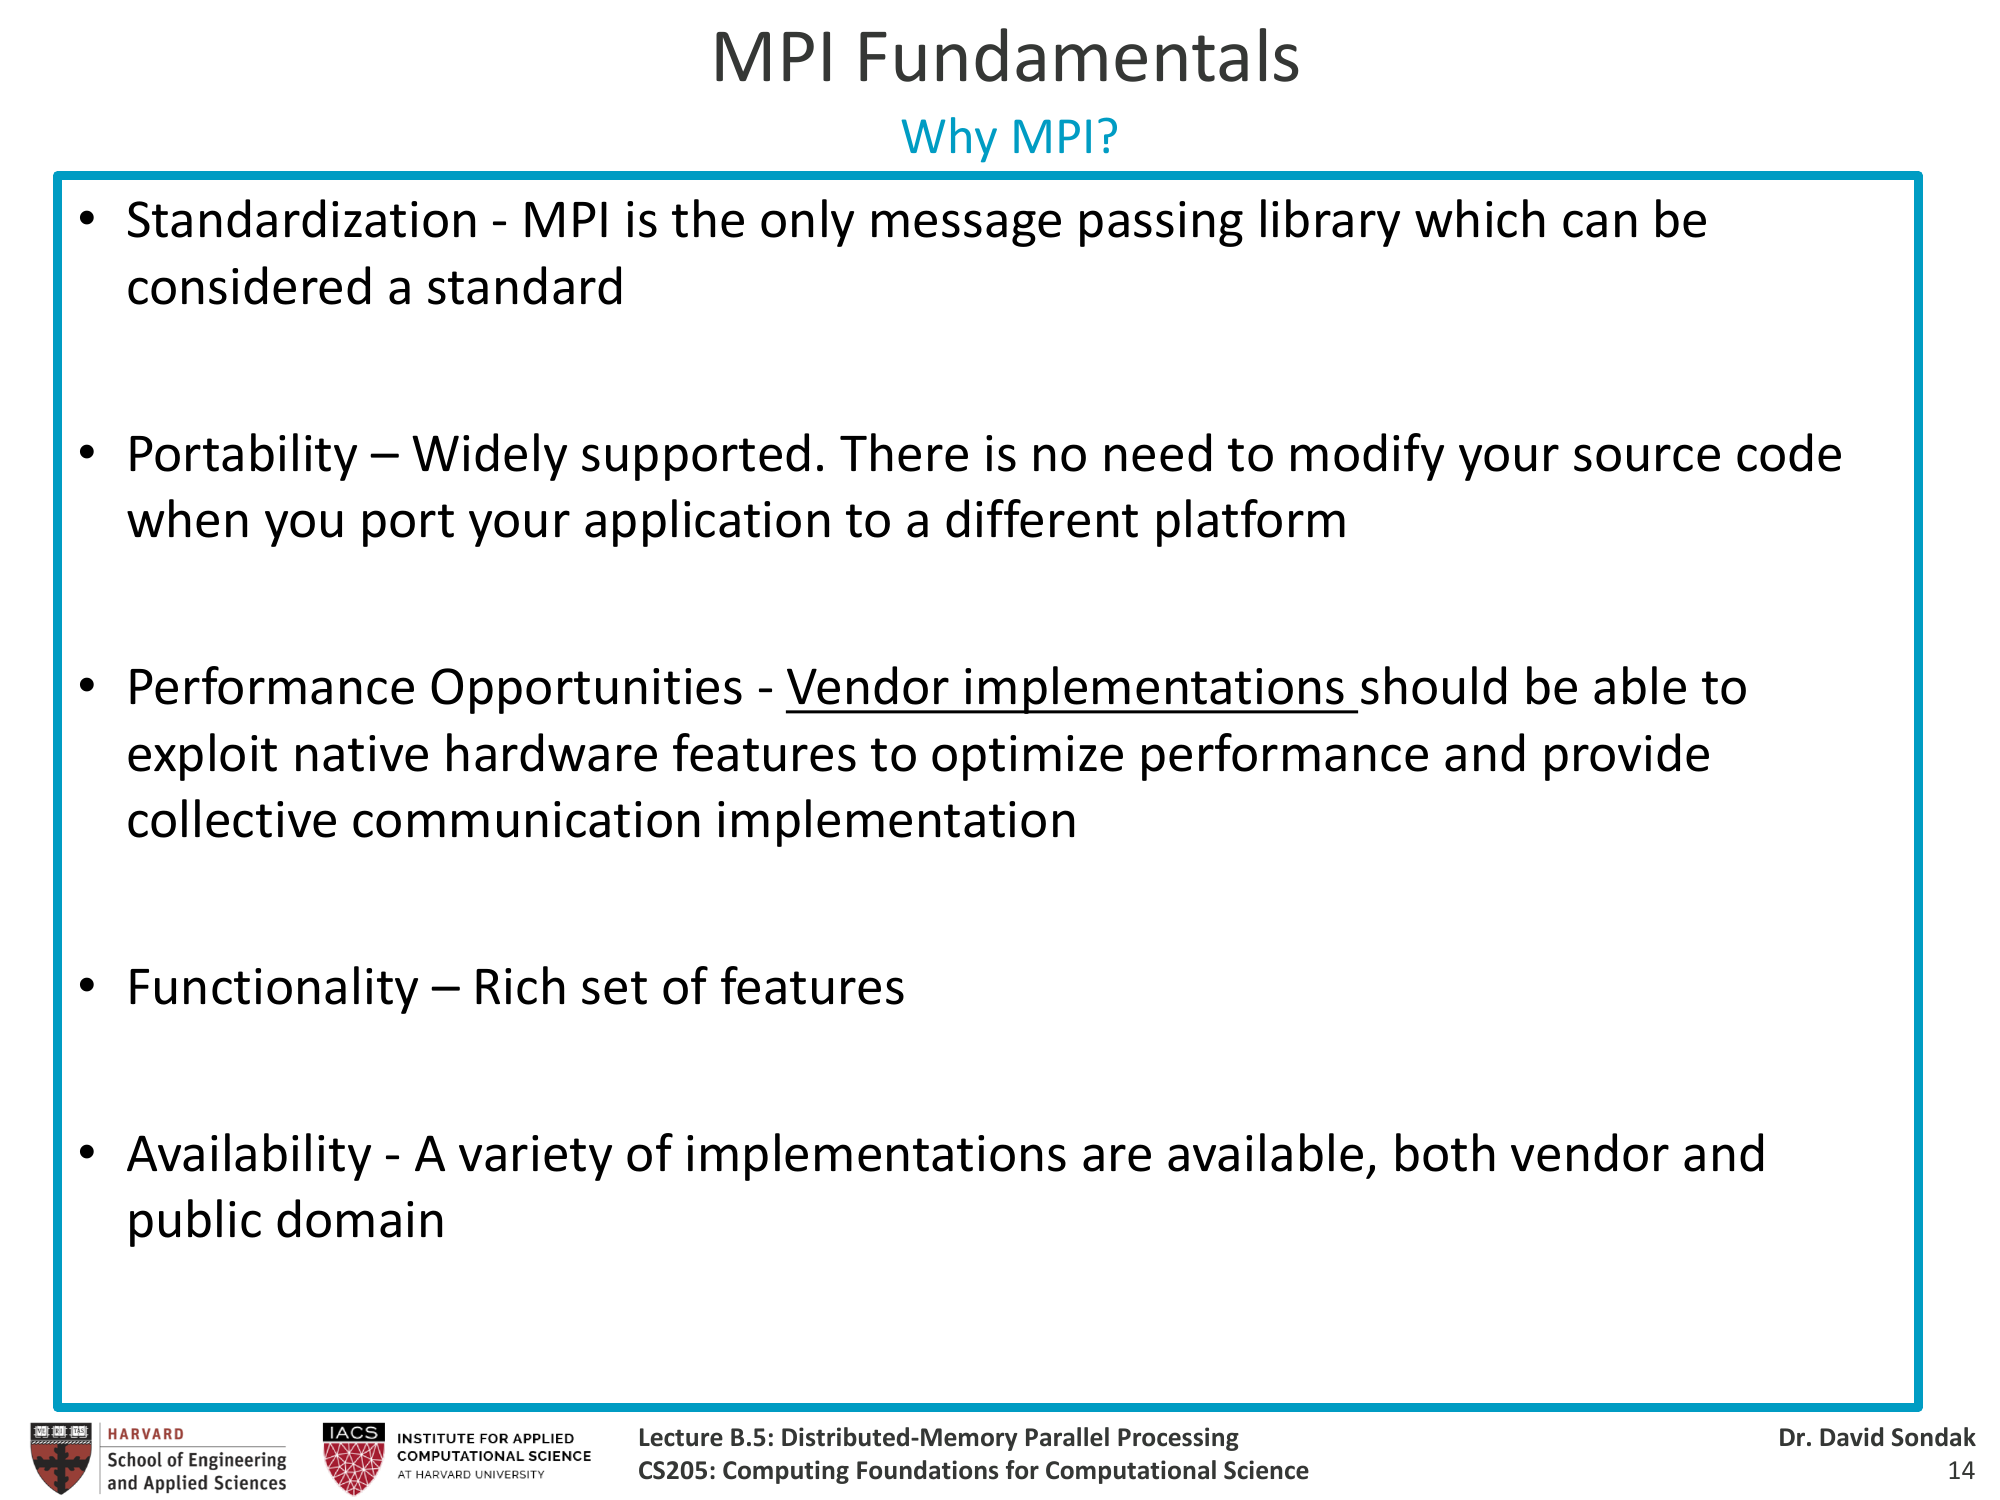 MPI Fundamentals
Why MPI?
• Standardization - MPI is the only message passing library which can be
considered a standard
• Portability – Widely supported. There is no need to modify your source code
when you port your application to a different platform
• Performance Opportunities - Vendor implementations should be able to
exploit native hardware features to optimize performance and provide
collective communication implementation
• Functionality – Rich set of features
• Availability - A variety of implementations are available, both vendor and
public domain
HARVARD
School of Engineering
and Applied Sciences
IACS
INSTITUTE FOR APPLIED
COMPUTATIONAL SCIENCE
AT HARVARD UNIVERSITY
Lecture B.5: Distributed-Memory Parallel Processing
CS205: Computing Foundations for Computational Science
Dr. David Sondak
14